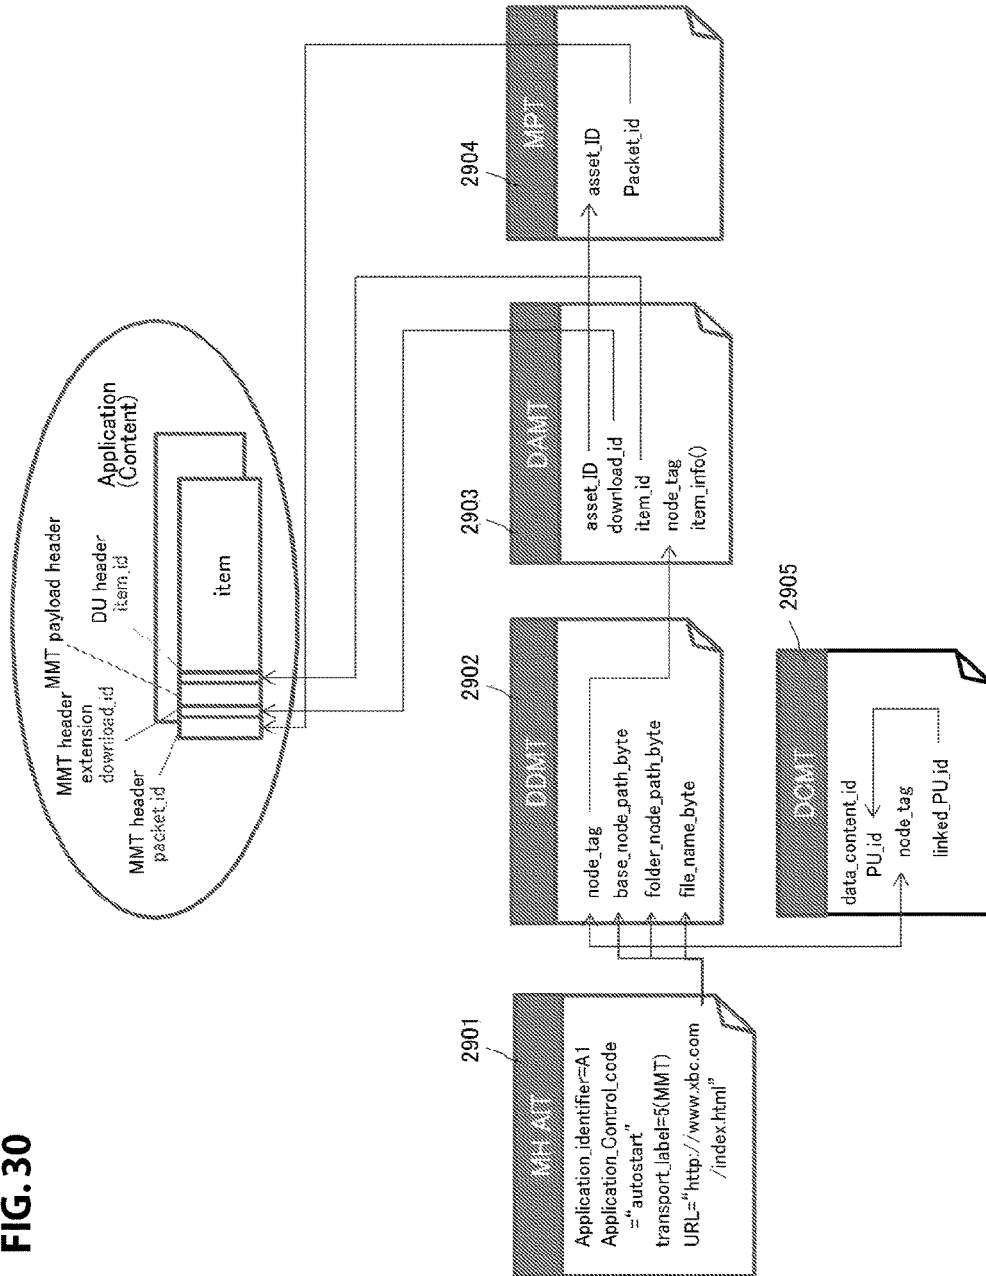 FIG. 30
Application
(Content)
MMT payload header
DU header
item_id
MMT header
extension
download_id
MMT header
packet_id
item
2901
MH AIT
Application_identifier=A1
Application_Control_code
="autostart"
transport_label=5(MMT)
URL="http://www.xbc.com
/index.html"
2902
DDMT
node_tag
base_node_path_byte
folder_node_path_byte
file_name_byte
2903
DAMT
asset_ID
download_id
item_id
node_tag
item_info()
2904
MPT
asset_ID
Packet_id
2905
DCMT
data_content_id
PU_id
node_tag
linked_PU_id